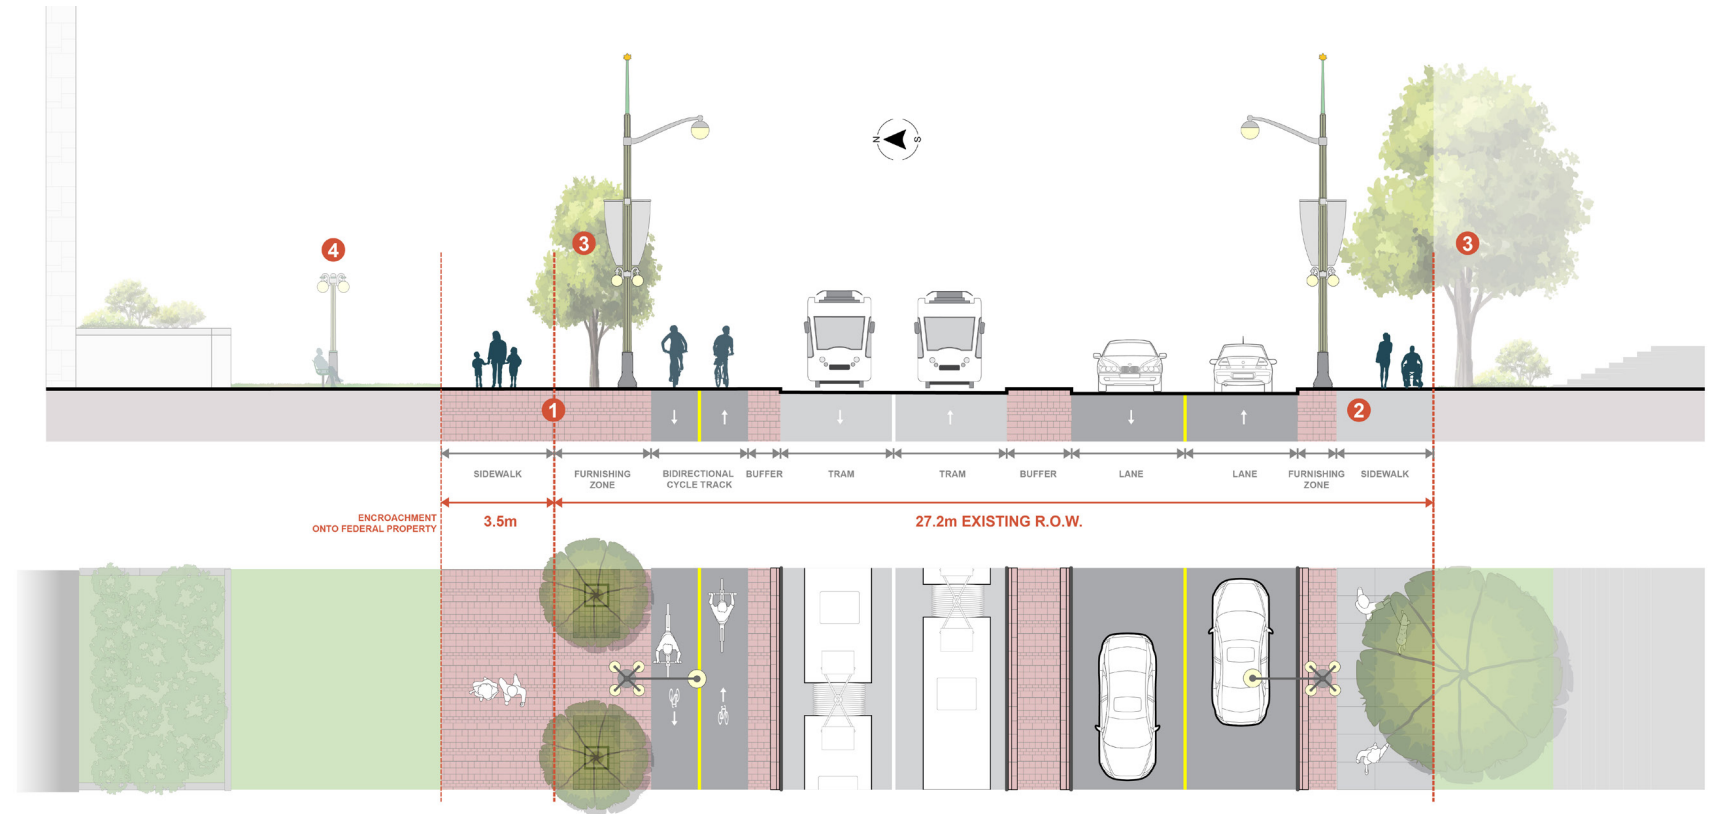 N
S
4
3
3
1
2
SIDEWALK
FURNISHING
ZONE
BIDIRECTIONAL
CYCLE TRACK
BUFFER
TRAM
TRAM
BUFFER
LANE
LANE
FURNISHING
ZONE
SIDEWALK
ENCROACHMENT
ONTO FEDERAL PROPERTY
3.5m
27.2m EXISTING R.O.W.